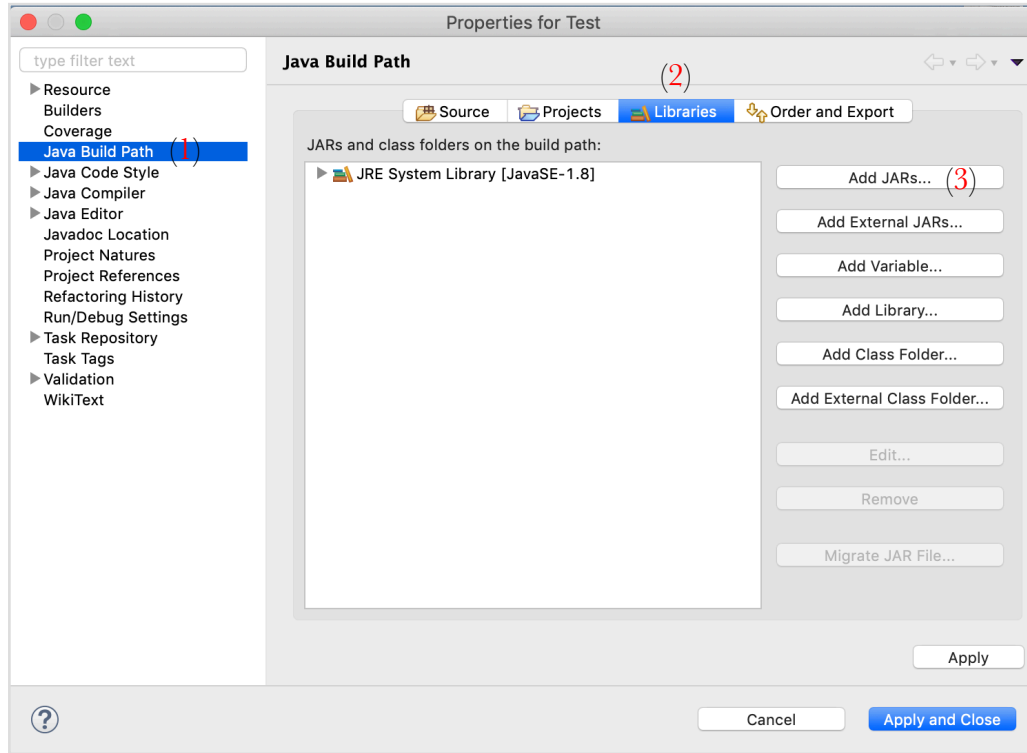 Properties for Test
type filter text
Resource
Builders
Coverage
Java Build Path (1)
Java Code Style
Java Compiler
Java Editor
Javadoc Location
Project Natures
Project References
Refactoring History
Run/Debug Settings
Task Repository
Task Tags
Validation
WikiText
Java Build Path
(2)
Source Projects Libraries Order and Export
JARs and class folders on the build path:
JRE System Library [JavaSE-1.8]
Add JARs... (3)
Add External JARs...
Add Variable...
Add Library...
Add Class Folder...
Add External Class Folder...
Edit...
Remove
Migrate JAR File...
Apply
?
Cancel Apply and Close